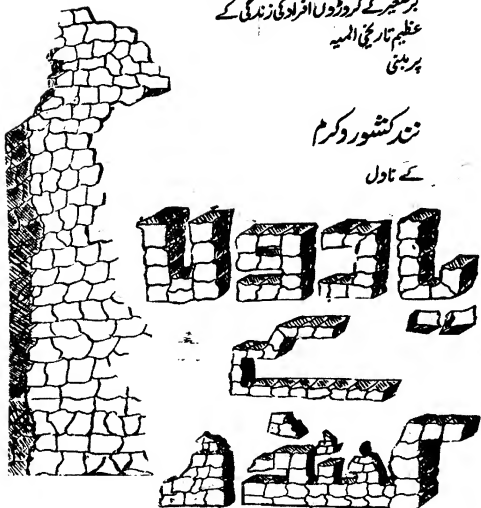 برصغیر کے کروڑوں افراد کی زندگی کے
عظیم تاریخی المیہ
پر مبنی
نند کشور وکرم
کے ناول
یادوں
کے
کھنڈر